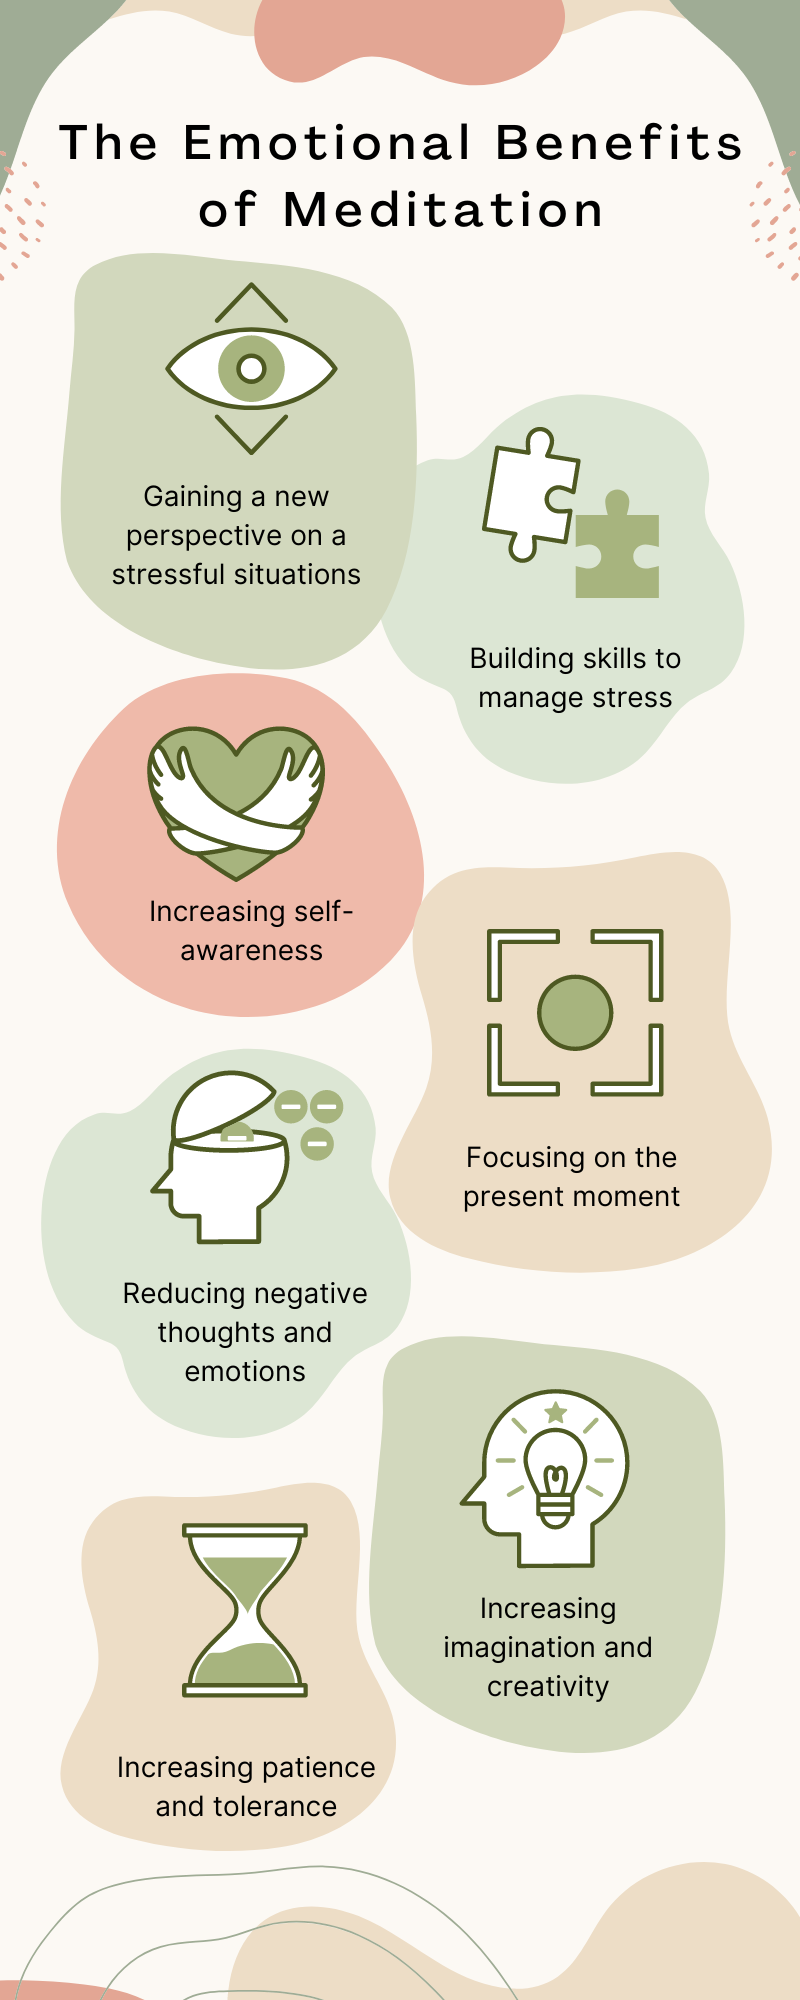 The Emotional Benefits
of Meditation
Gaining a new
perspective on a
stressful situations
Building skills to
manage stress
Increasing self-
awareness
Focusing on the
present moment
Reducing negative
thoughts and
emotions
Increasing
imagination and
creativity
Increasing patience
and tolerance